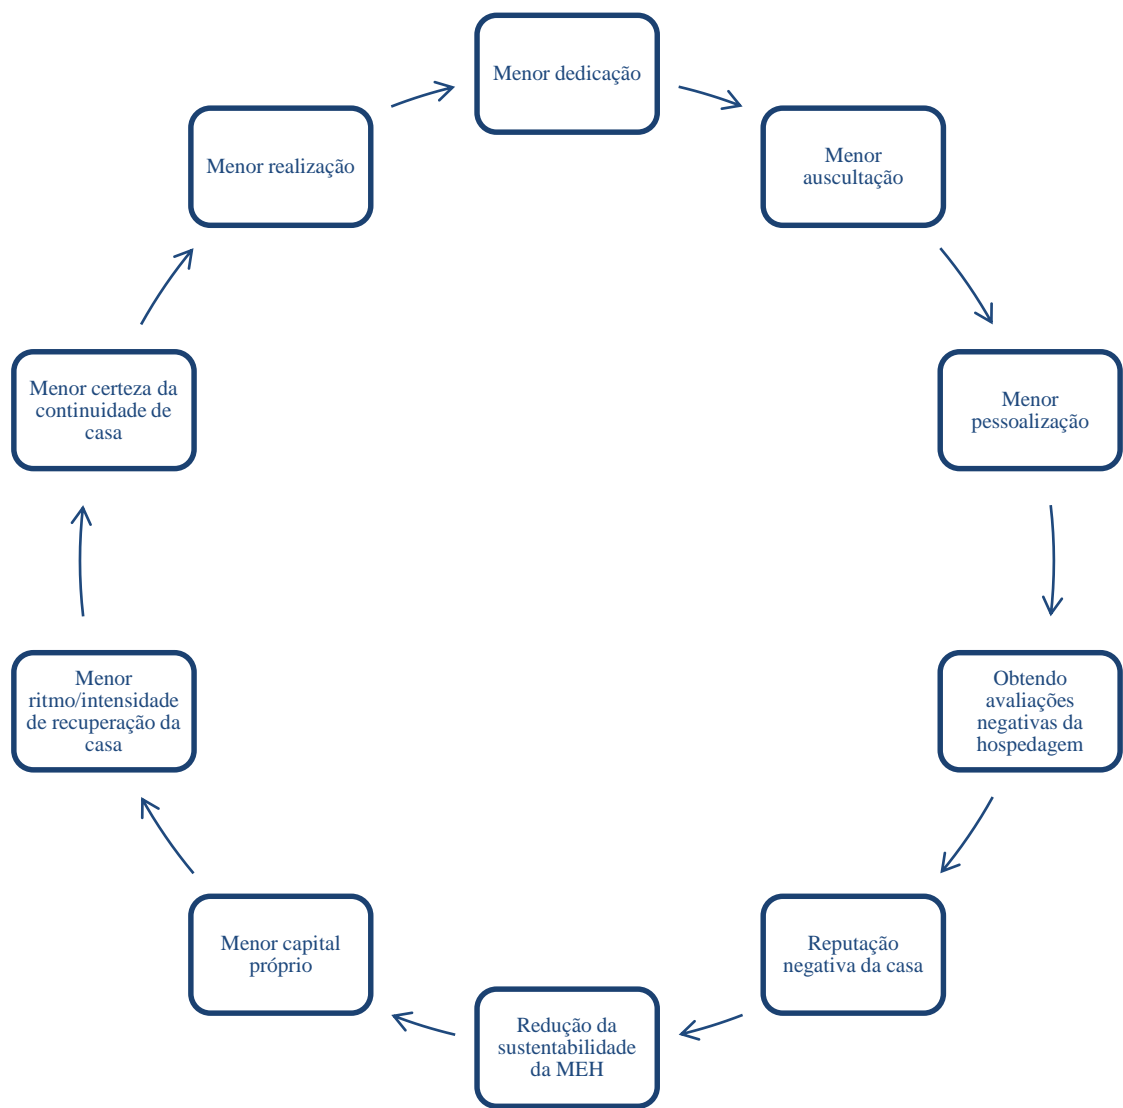 Menor dedicação
Menor
auscultação
Menor
pessoalização
Obtendo
avaliações
negativas da
hospedagem
Reputação
negativa da casa
Redução da
sustentabilidade
da MEH
Menor capital
próprio
Menor
ritmo/intensidade
de recuperação da
casa
Menor certeza da
continuidade de
casa
Menor realização